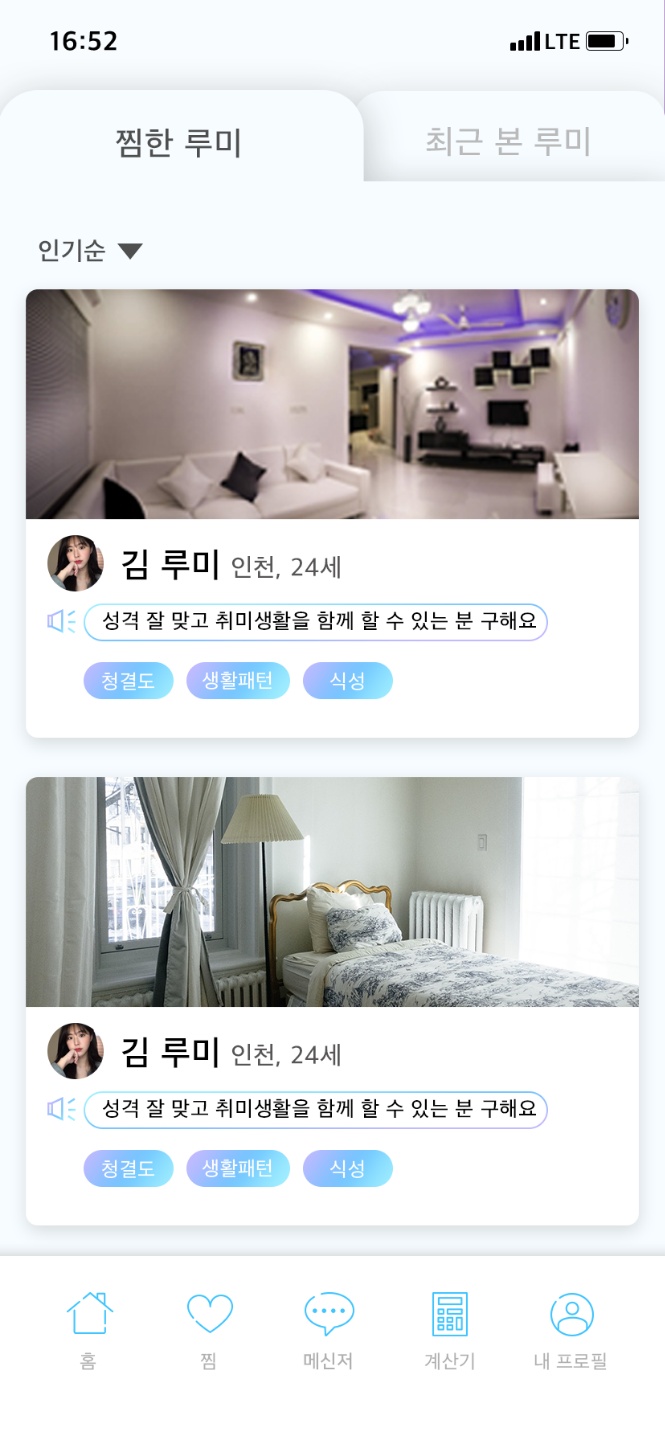 16:52 LTE
찜한 루미 최근 본 루미
인기순
김 루미 인천, 24세
성격 잘 맞고 취미생활을 함께 할 수 있는 분 구해요
청결도 생활패턴 식성
김 루미 인천, 24세
성격 잘 맞고 취미생활을 함께 할 수 있는 분 구해요
청결도 생활패턴 식성
홈 찜 메신저 계산기 내 프로필